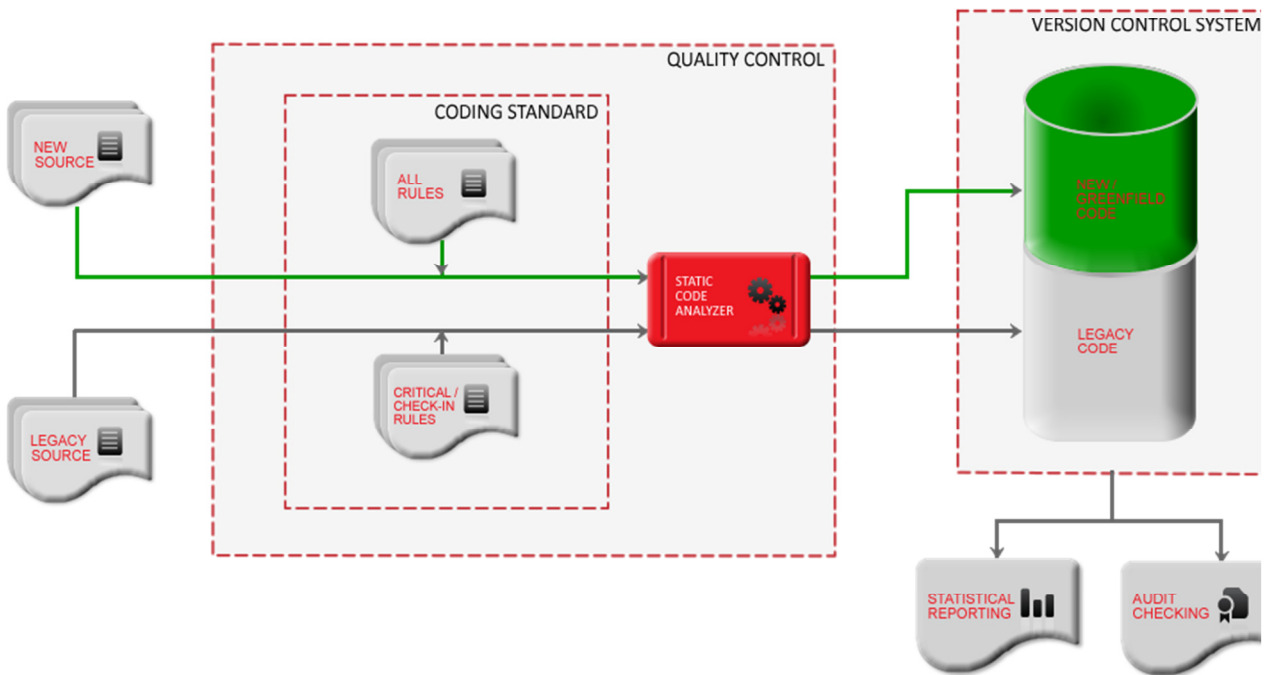 VERSION CONTROL SYSTEM
QUALITY CONTROL
CODING STANDARD
NEW
SOURCE
ALL
RULES
NEW /
GREENFIELD
CODE
STATIC
CODE
ANALYZER
LEGACY
CODE
CRITICAL /
CHECK-IN
RULES
LEGACY
SOURCE
STATISTICAL
REPORTING
AUDIT
CHECKING